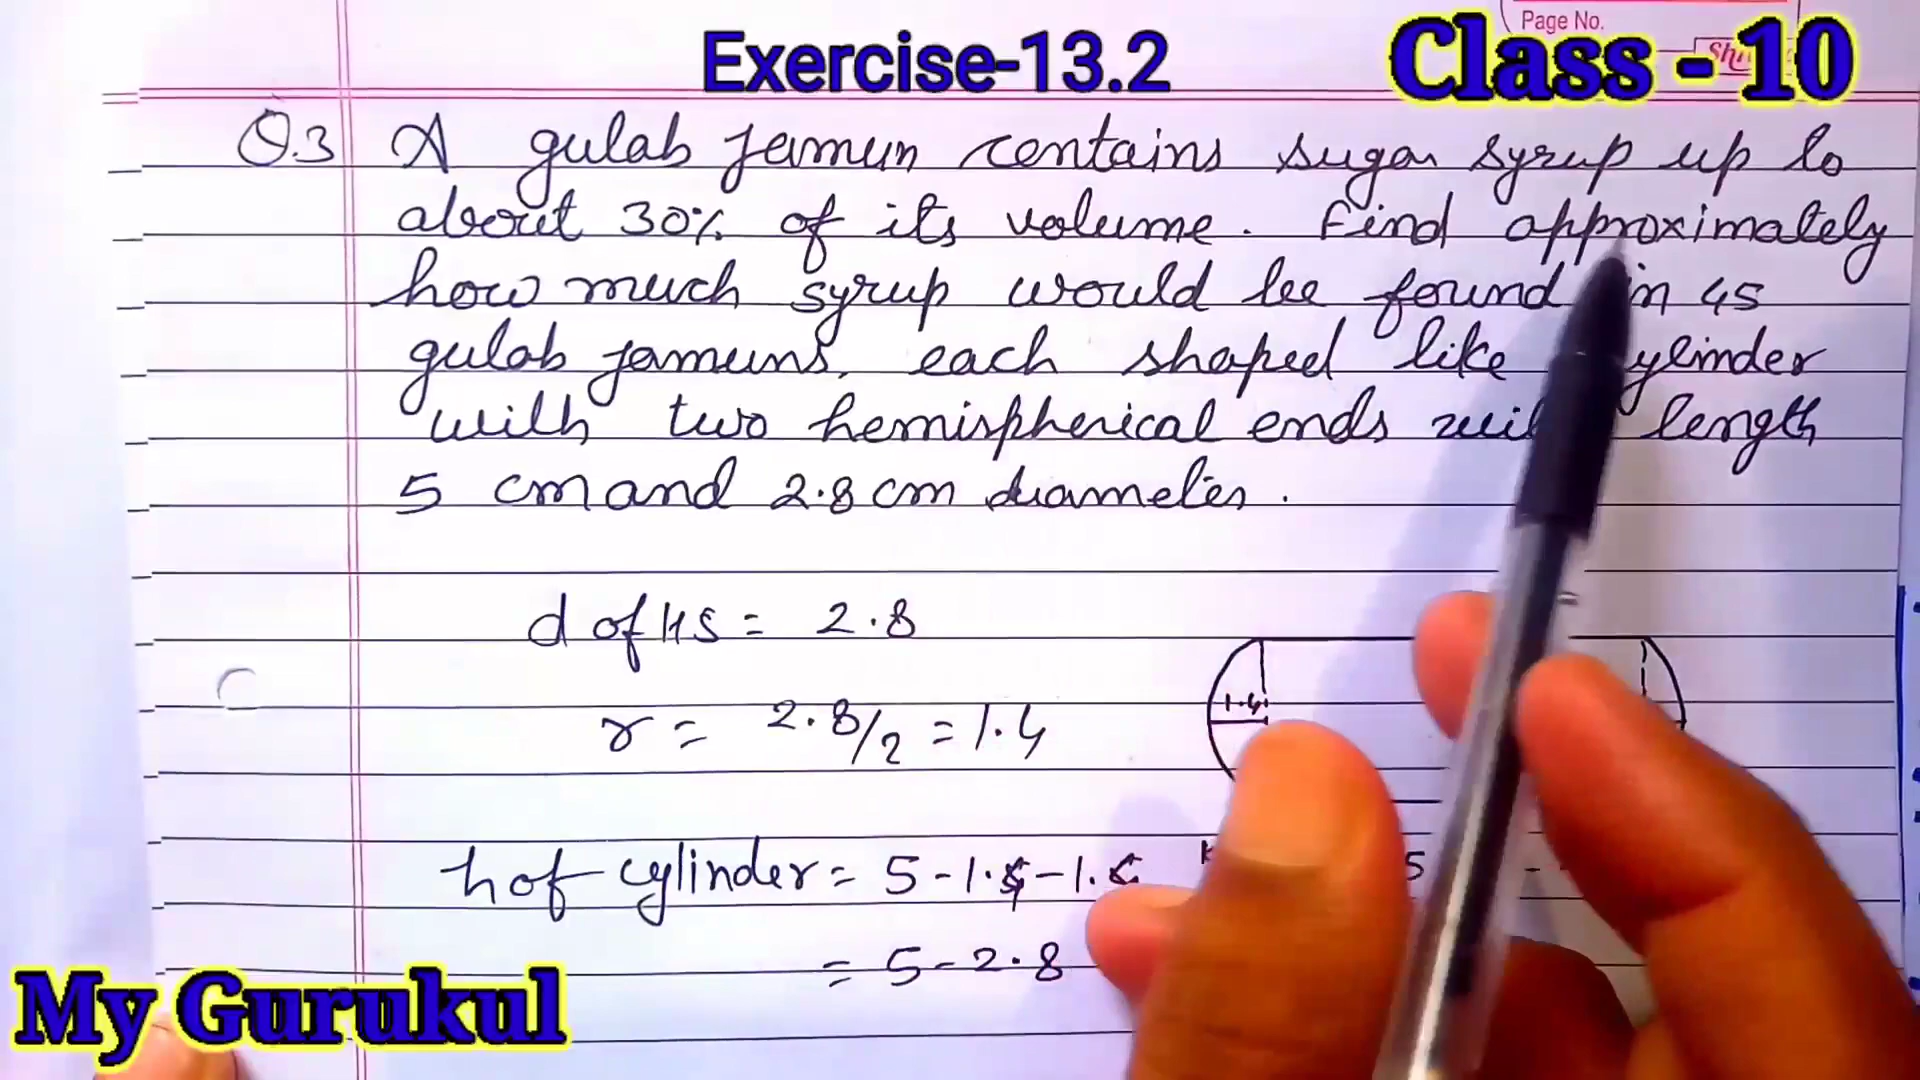 Page No.
Exercise-13.2
Class - 10
Q.3 A gulab jamun contains sugar syrup up to
about 30% of its volume. Find approximately
how much syrup would be found in 45
gulab jamuns, each shaped like ylinder
with two hemispherical ends length
5 cm and 2.8 cm diameter.
d of HS = 2.8
r = 2.8/2 = 1.4
1.4
h of cylinder = 5 - 1.4 - 1.4
5
= 5 - 2.8
My Gurukul